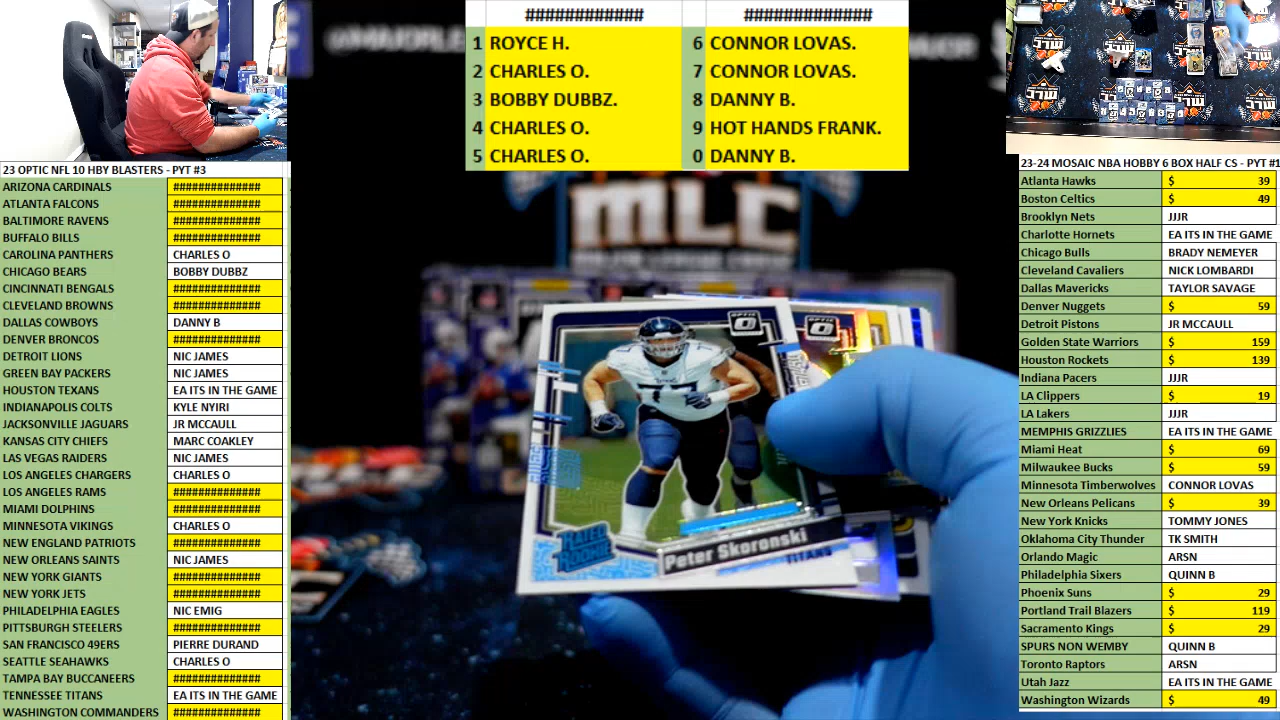 ############
#############
1 ROYCE H.
6 CONNOR LOVAS.
2 CHARLES O.
7 CONNOR LOVAS.
3 BOBBY DUBBZ.
8 DANNY B.
4 CHARLES O.
9 HOT HANDS FRANK.
5 CHARLES O.
0 DANNY B.
23 OPTIC NFL 10 HBY BLASTERS - PYT #3
ARIZONA CARDINALS ##############
ATLANTA FALCONS ##############
BALTIMORE RAVENS ##############
BUFFALO BILLS ##############
CAROLINA PANTHERS CHARLES O
CHICAGO BEARS BOBBY DUBBZ
CINCINNATI BENGALS ##############
CLEVELAND BROWNS ##############
DALLAS COWBOYS DANNY B
DENVER BRONCOS ##############
DETROIT LIONS NIC JAMES
GREEN BAY PACKERS NIC JAMES
HOUSTON TEXANS EA ITS IN THE GAME
INDIANAPOLIS COLTS KYLE NYIRI
JACKSONVILLE JAGUARS JR MCCAULL
KANSAS CITY CHIEFS MARC COAKLEY
LAS VEGAS RAIDERS NIC JAMES
LOS ANGELES CHARGERS CHARLES O
LOS ANGELES RAMS ##############
MIAMI DOLPHINS ##############
MINNESOTA VIKINGS CHARLES O
NEW ENGLAND PATRIOTS ##############
NEW ORLEANS SAINTS NIC JAMES
NEW YORK GIANTS ##############
NEW YORK JETS ##############
PHILADELPHIA EAGLES NIC EMIG
PITTSBURGH STEELERS ##############
SAN FRANCISCO 49ERS PIERRE DURAND
SEATTLE SEAHAWKS CHARLES O
TAMPA BAY BUCCANEERS ##############
TENNESSEE TITANS EA ITS IN THE GAME
WASHINGTON COMMANDERS ##############
MLC
OPTIC
OPTIC
TITANS
77
RATED ROOKIE
Peter Skoronski
TITANS
23-24 MOSAIC NBA HOBBY 6 BOX HALF CS - PYT #1
Atlanta Hawks $ 39
Boston Celtics $ 49
Brooklyn Nets JJJR
Charlotte Hornets EA ITS IN THE GAME
Chicago Bulls BRADY NEMEYER
Cleveland Cavaliers NICK LOMBARDI
Dallas Mavericks TAYLOR SAVAGE
Denver Nuggets $ 59
Detroit Pistons JR MCCAULL
Golden State Warriors $ 159
Houston Rockets $ 139
Indiana Pacers JJJR
LA Clippers $ 19
LA Lakers JJJR
MEMPHIS GRIZZLIES EA ITS IN THE GAME
Miami Heat $ 69
Milwaukee Bucks $ 59
Minnesota Timberwolves CONNOR LOVAS
New Orleans Pelicans $ 39
New York Knicks TOMMY JONES
Oklahoma City Thunder TK SMITH
Orlando Magic ARSN
Philadelphia Sixers QUINN B
Phoenix Suns $ 29
Portland Trail Blazers $ 119
Sacramento Kings $ 29
SPURS NON WEMBY QUINN B
Toronto Raptors ARSN
Utah Jazz EA ITS IN THE GAME
Washington Wizards $ 49